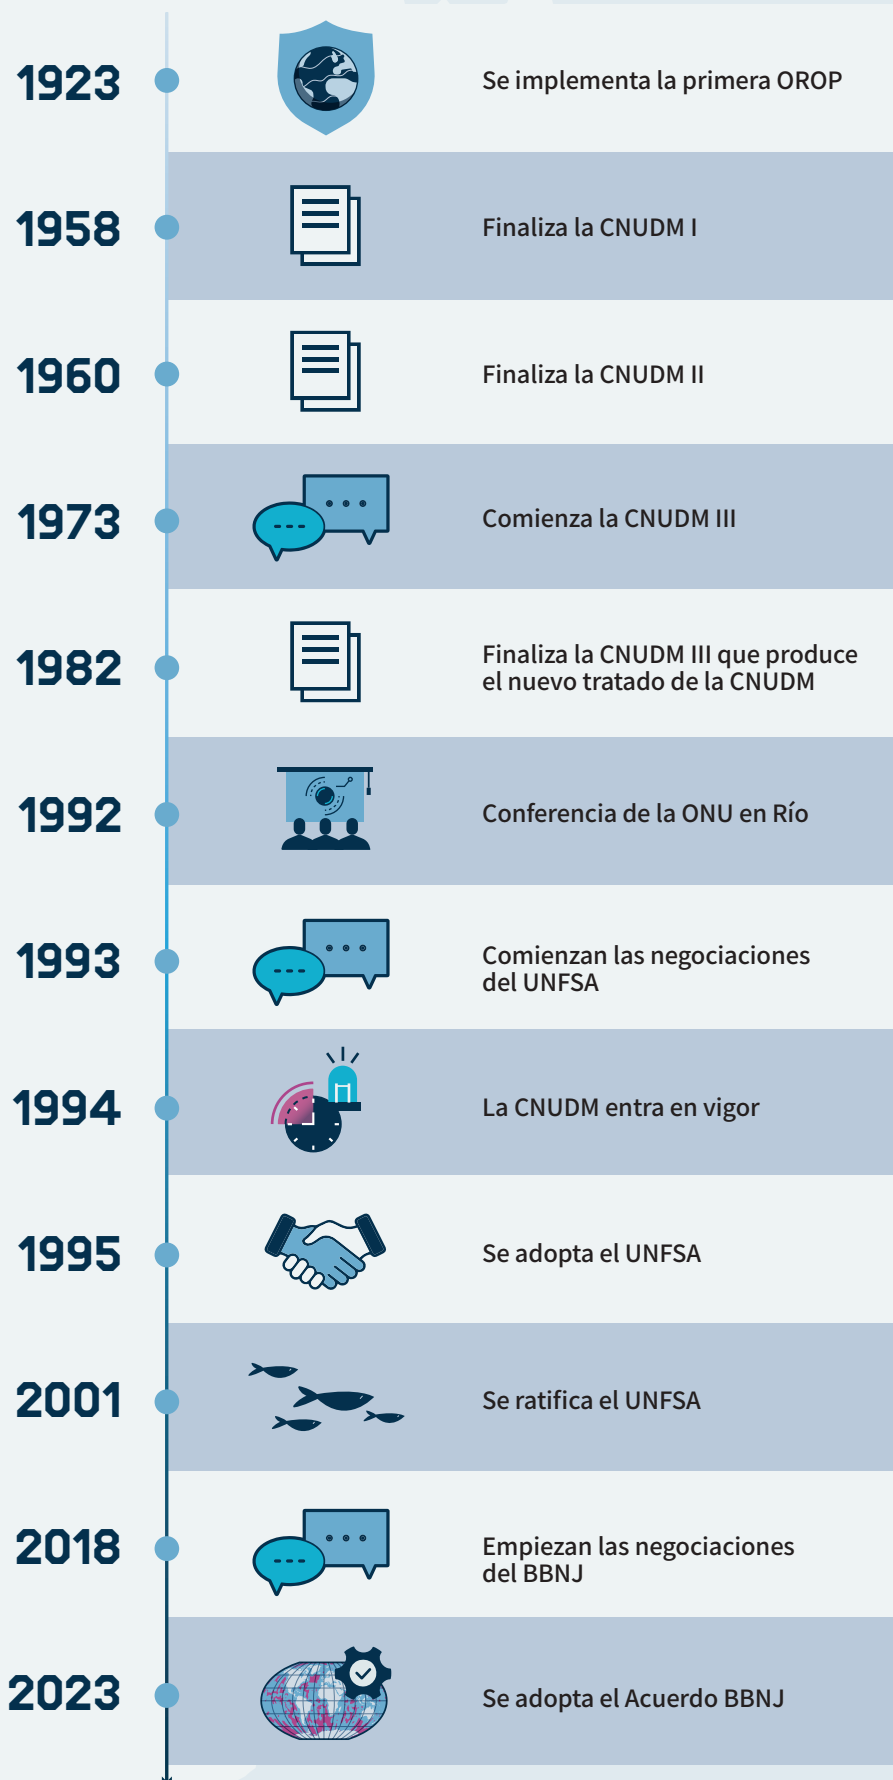 1923
Se implementa la primera OROP
1958
Finaliza la CNUDM I
1960
Finaliza la CNUDM II
1973
Comienza la CNUDM III
1982
Finaliza la CNUDM III que produce
el nuevo tratado de la CNUDM
1992
Conferencia de la ONU en Río
1993
Comienzan las negociaciones
del UNFSA
1994
La CNUDM entra en vigor
1995
Se adopta el UNFSA
2001
Se ratifica el UNFSA
2018
Empiezan las negociaciones
del BBNJ
2023
Se adopta el Acuerdo BBNJ